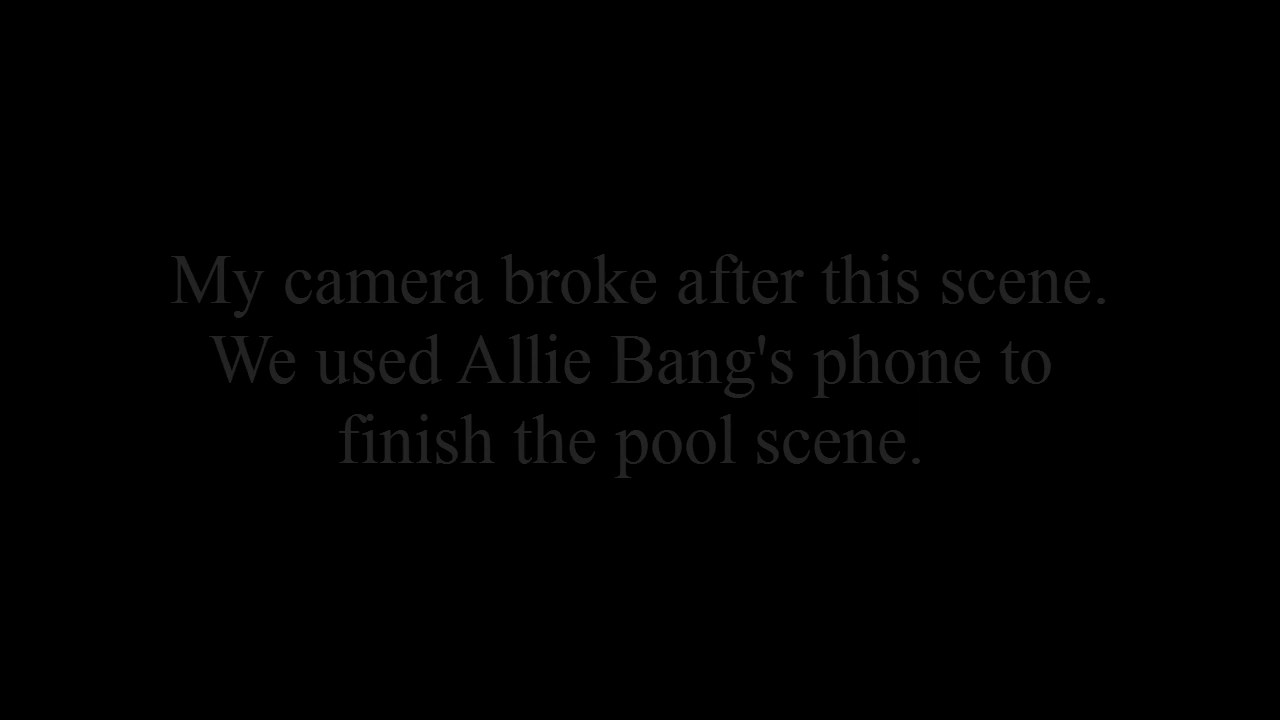 My camera broke after this scene.
We used Allie Bang's phone to
finish the pool scene.